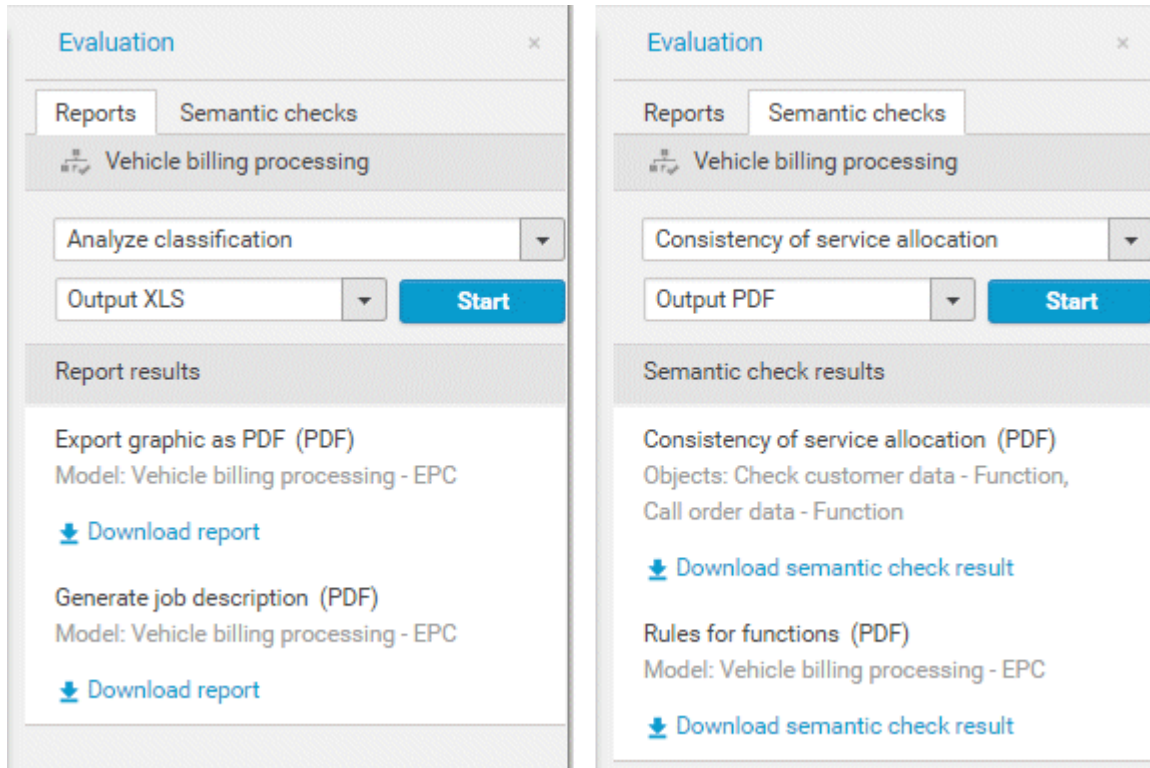 Evaluation ×
Reports Semantic checks
Vehicle billing processing
Analyze classification
Output XLS Start
Report results
Export graphic as PDF (PDF)
Model: Vehicle billing processing - EPC
Download report
Generate job description (PDF)
Model: Vehicle billing processing - EPC
Download report
Evaluation ×
Reports Semantic checks
Vehicle billing processing
Consistency of service allocation
Output PDF Start
Semantic check results
Consistency of service allocation (PDF)
Objects: Check customer data - Function,
Call order data - Function
Download semantic check result
Rules for functions (PDF)
Model: Vehicle billing processing - EPC
Download semantic check result